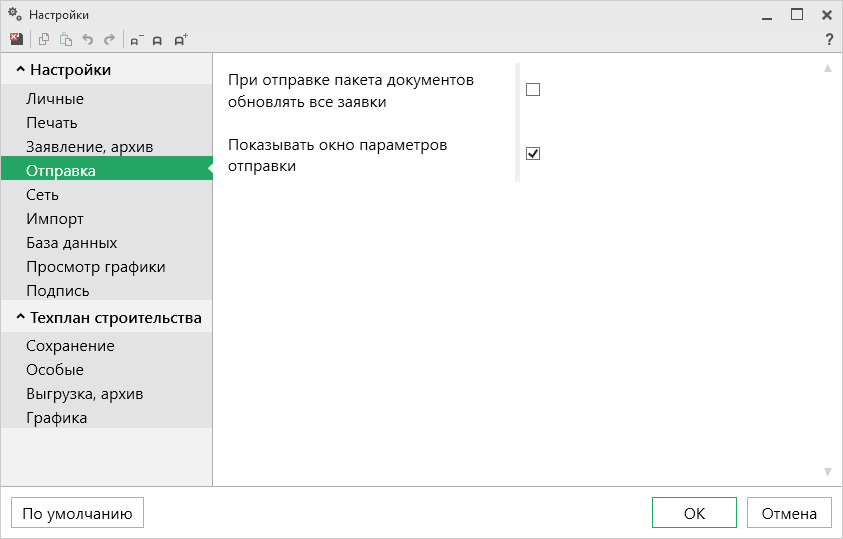 Настройки
А− А А+ ?
Настройки
Личные
Печать
Заявление, архив
Отправка
Сеть
Импорт
База данных
Просмотр графики
Подпись
Техплан строительства
Сохранение
Особые
Выгрузка, архив
Графика
При отправке пакета документов
обновлять все заявки
Показывать окно параметров
отправки
По умолчанию
ОК
Отмена